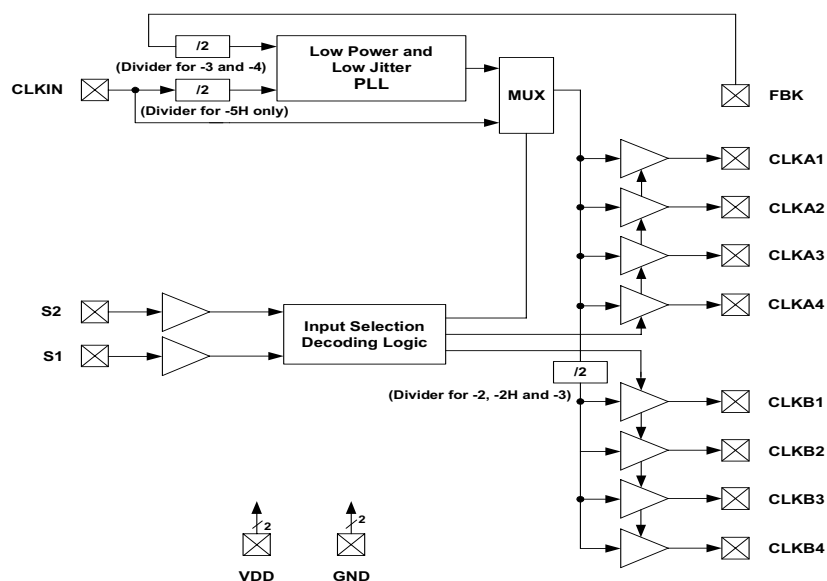 /2
Low Power and
Low Jitter
PLL
(Divider for -3 and -4)
CLKIN
/2
MUX
FBK
(Divider for -5H only)
CLKA1
CLKA2
CLKA3
S2
CLKA4
Input Selection
Decoding Logic
S1
/2
(Divider for -2, -2H and -3)
CLKB1
CLKB2
CLKB3
2
2
CLKB4
VDD
GND